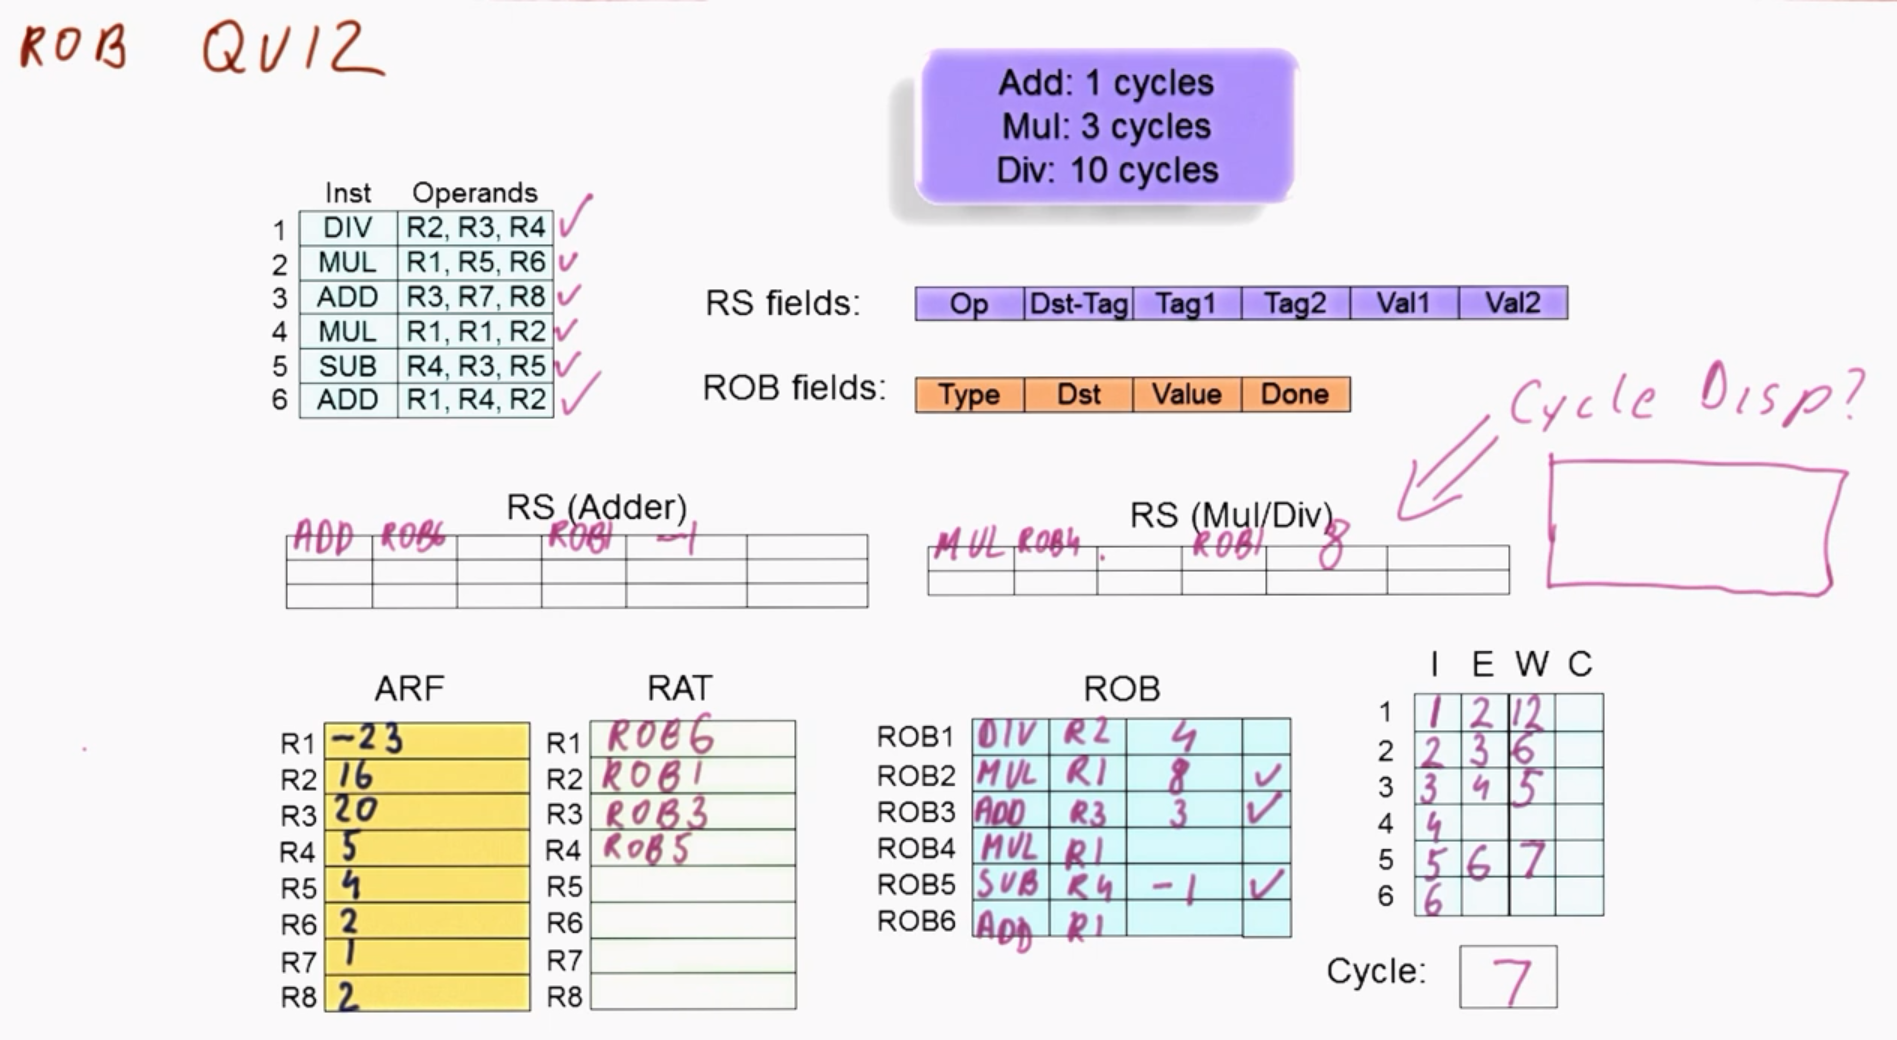 ROB QUIZ
Add: 1 cycles
Mul: 3 cycles
Div: 10 cycles
Inst Operands
1 DIV R2, R3, R4 ✓
2 MUL R1, R5, R6 ✓
3 ADD R3, R7, R8 ✓
4 MUL R1, R1, R2 ✓
5 SUB R4, R3, R5 ✓
6 ADD R1, R4, R2 ✓
RS fields: Op Dst-Tag Tag1 Tag2 Val1 Val2
ROB fields: Type Dst Value Done
Cycle Disp?
RS (Adder)
ADD ROB6 ROB1 -1
RS (Mul/Div)
MUL ROB4 ROB1 8
ARF
R1 -23
R2 16
R3 20
R4 5
R5 4
R6 2
R7 1
R8 2
RAT
R1 ROB6
R2 ROB1
R3 ROB3
R4 ROB5
R5
R6
R7
R8
ROB
ROB1 DIV R2 4
ROB2 MUL R1 8 ✓
ROB3 ADD R3 3 ✓
ROB4 MUL R1
ROB5 SUB R4 -1 ✓
ROB6 ADD R1
I E W C
1 1 2 12
2 2 3 6
3 3 4 5
4 4
5 5 6 7
6 6
Cycle: 7